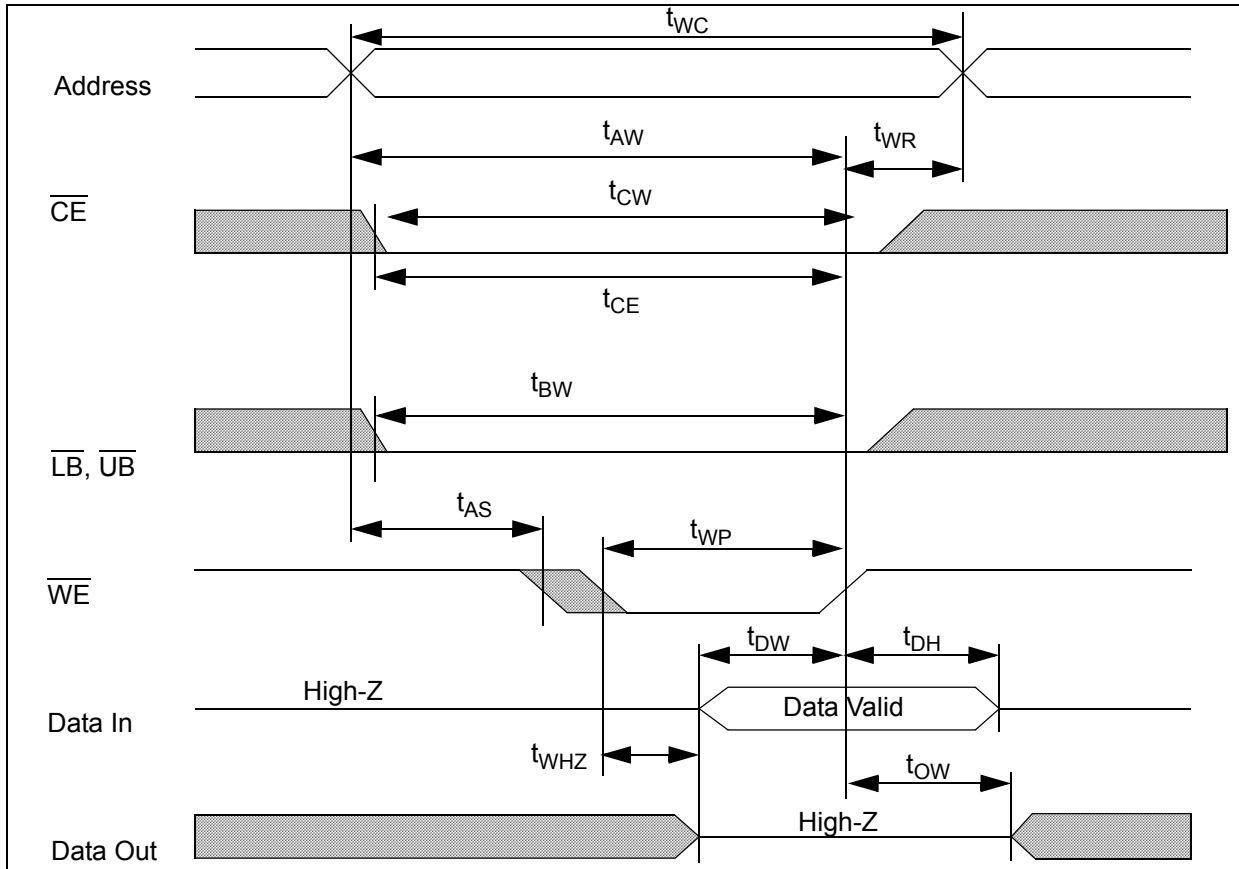 tWC
Address
tAW
tWR
CE
tCW
tCE
tBW
LB, UB
tAS
tWP
WE
tDW
tDH
High-Z
Data Valid
Data In
tWHZ
tOW
High-Z
Data Out